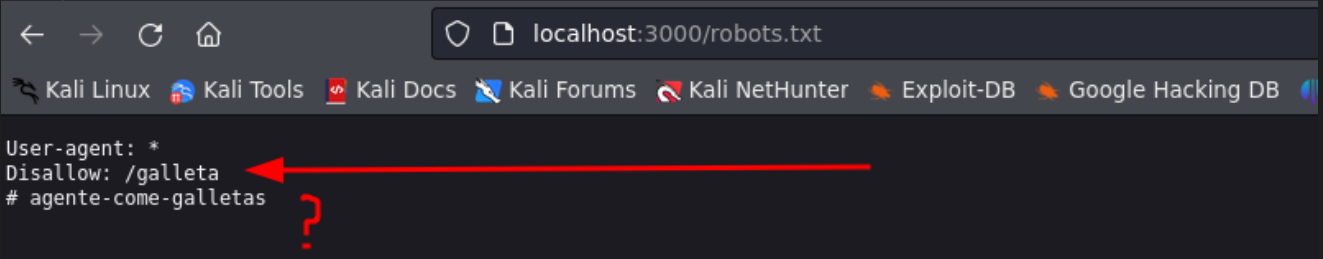 localhost:3000/robots.txt
Kali Linux Kali Tools Kali Docs Kali Forums Kali NetHunter Exploit-DB Google Hacking DB
User-agent: *
Disallow: /galleta
# agente-come-galletas
?